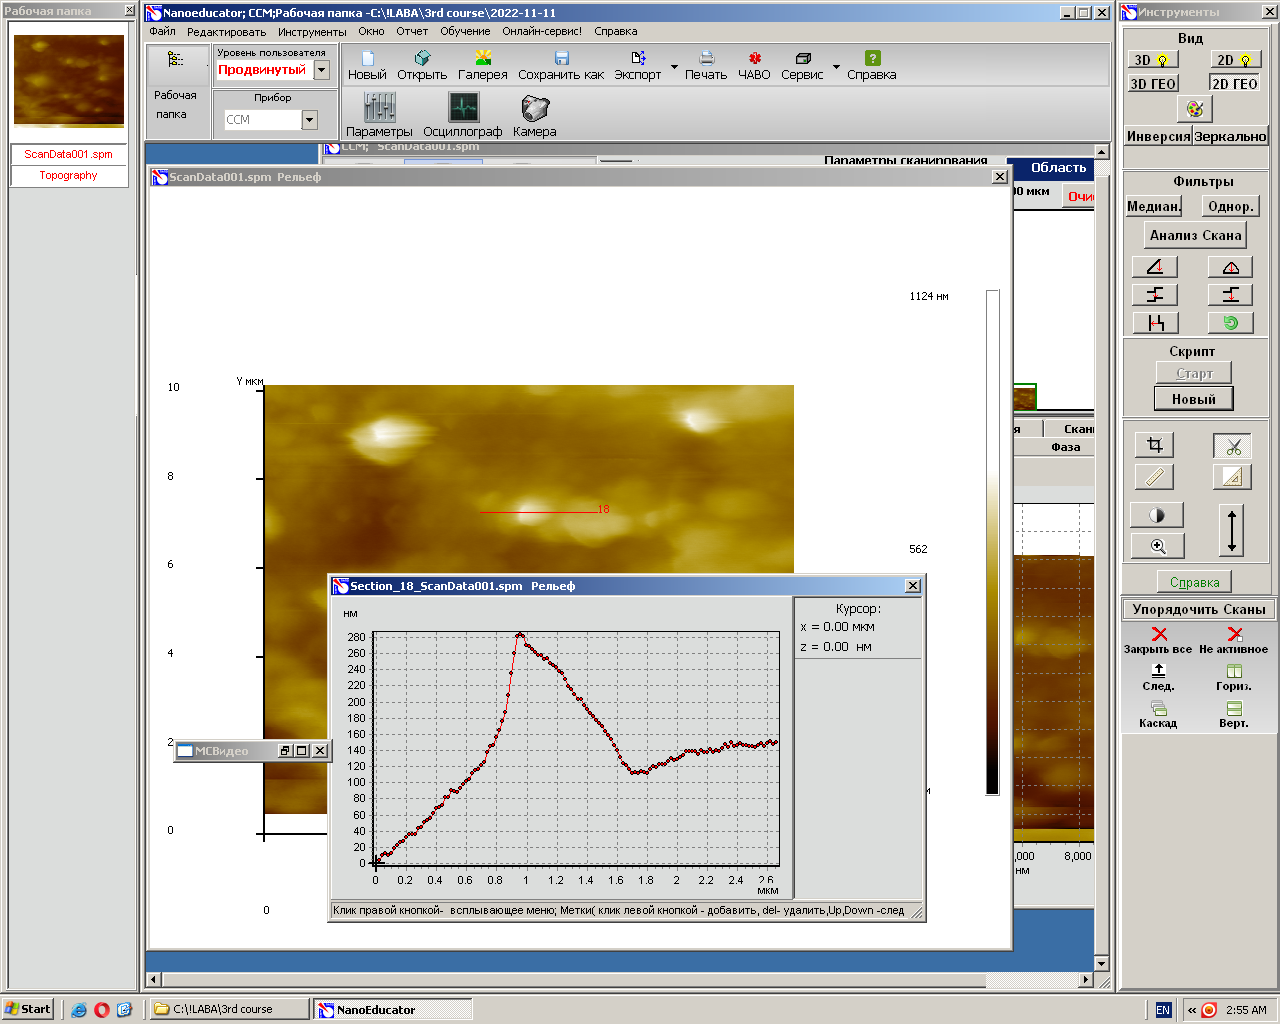 Рабочая папка
ScanData001.spm
Topography
Nanoeducator; CCM;Рабочая папка -C:\!LABA\3rd course\2022-11-11
Файл Редактировать Инструменты Окно Отчет Обучение Онлайн-сервис! Справка
Рабочая
папка
Уровень пользователя
Продвинутый
Прибор
CCM
Новый Открыть Галерея Сохранить как Экспорт Печать ЧАВО Сервис Справка
Параметры Осциллограф Камера
CCM; ScanData001.spm
Параметры сканирования
Область
00 мкм
ScanData001.spm Рельеф
1124 нм
562
Y мкм
10
8
6
4
2
0
0
18
Section_18_ScanData001.spm Рельеф
нм
280
260
240
220
200
180
160
140
120
100
80
60
40
20
0
0 0.2 0.4 0.6 0.8 1 1.2 1.4 1.6 1.8 2 2.2 2.4 2.6
мкм
Курсор:
x = 0.00 мкм
z = 0.00 нм
Клик правой кнопкой- всплывающее меню; Метки( клик левой кнопкой - добавить, del- удалить,Up,Down -след
МСВидео
Фаза
,000 8,000
нм
Инструменты
Вид
3D 2D
3D ГЕО 2D ГЕО
Инверсия Зеркально
Фильтры
Медиан. Однор.
Анализ Скана
Скрипт
Старт
Новый
Справка
Упорядочить Сканы
Закрыть все Не активное
След. Гориз.
Каскад Верт.
Start
C:\!LABA\3rd course
NanoEducator
EN
2:55 AM